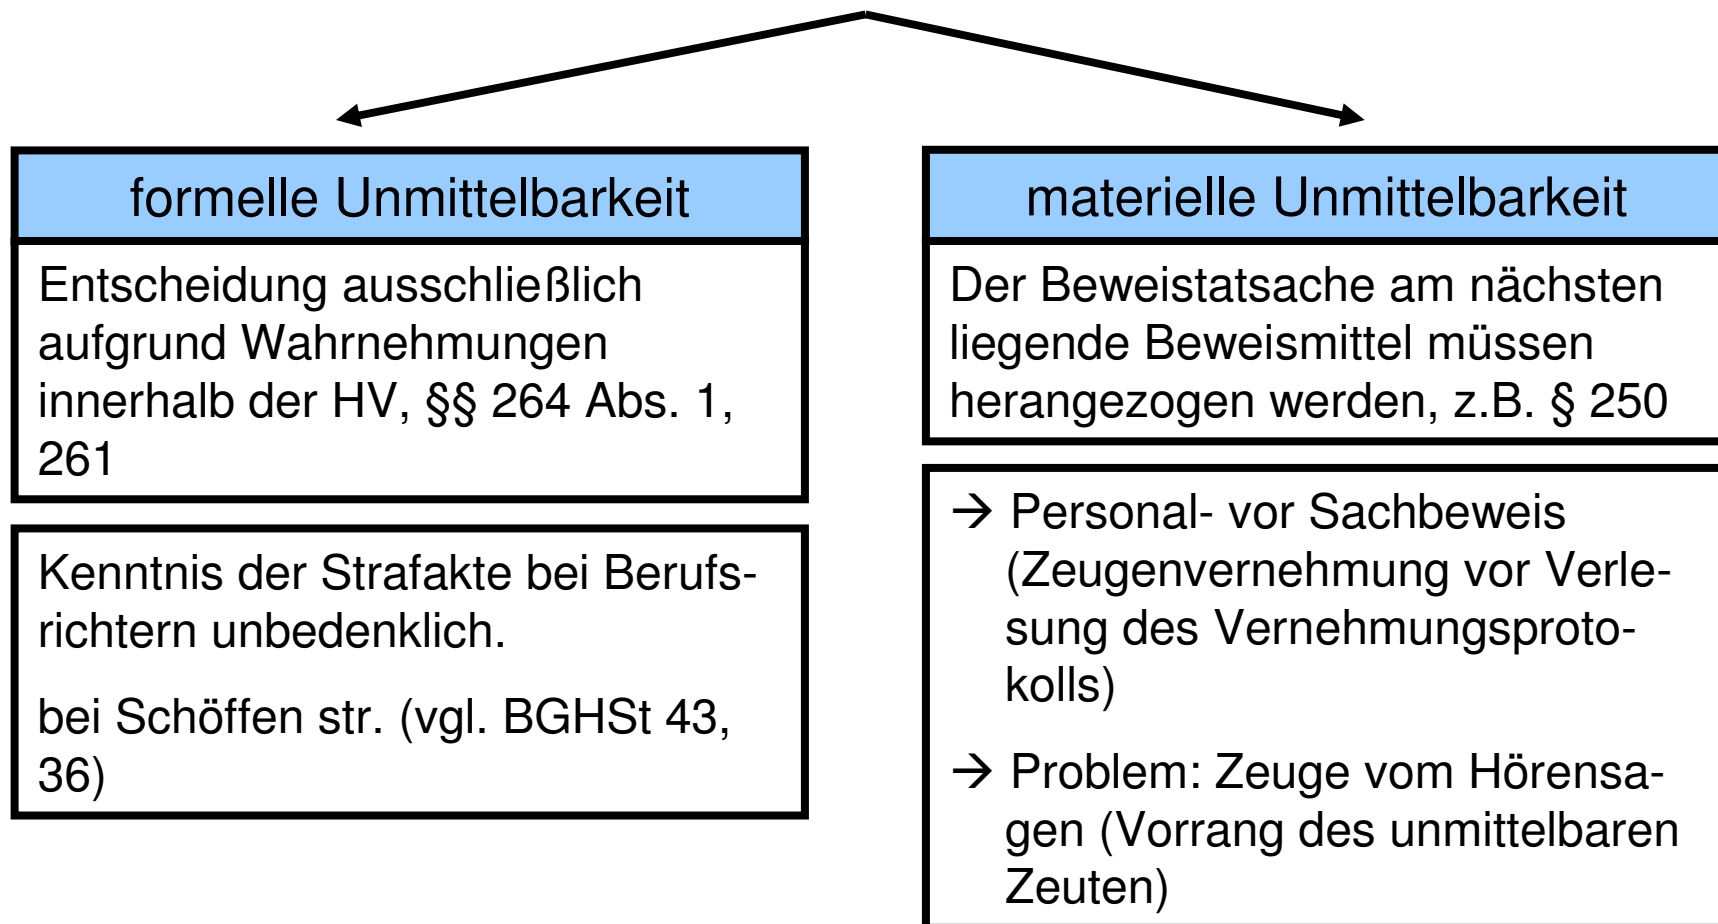 formelle Unmittelbarkeit
Entscheidung ausschließlich
aufgrund Wahrnehmungen
innerhalb der HV, §§ 264 Abs. 1,
261
Kenntnis der Strafakte bei Berufs-
richtern unbedenklich.
bei Schöffen str. (vgl. BGHSt 43,
36)
materielle Unmittelbarkeit
Der Beweistatsache am nächsten
liegende Beweismittel müssen
herangezogen werden, z.B. § 250
→ Personal- vor Sachbeweis
(Zeugenvernehmung vor Verle-
sung des Vernehmungsproto-
kolls)
→ Problem: Zeuge vom Hörensa-
gen (Vorrang des unmittelbaren
Zeuten)